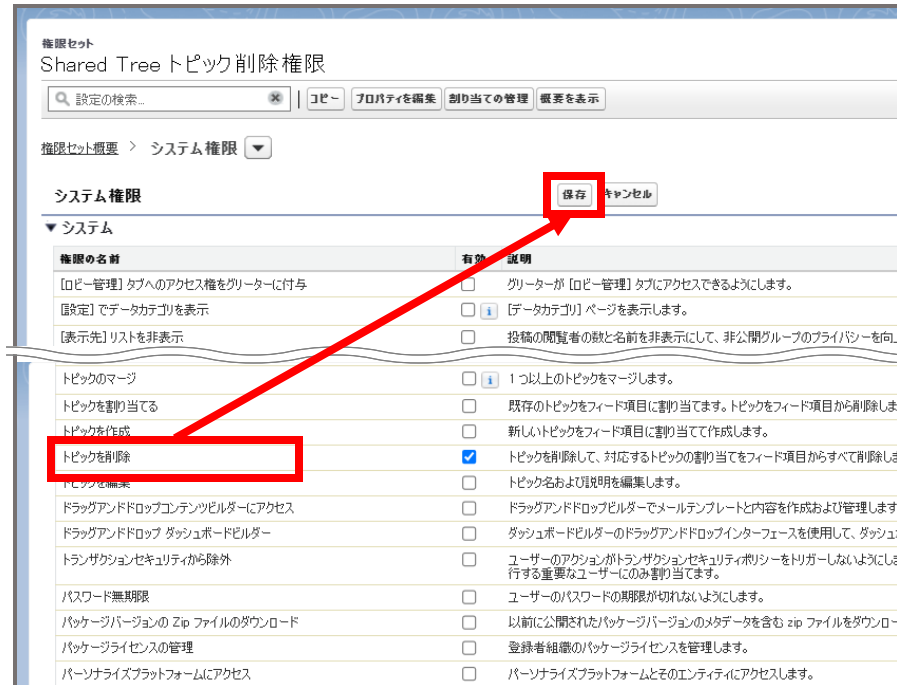 権限セット
Shared Tree トピック削除権限
設定の検索...
コピー プロパティを編集 割り当ての管理 概要を表示
権限セット概要 > システム権限
システム権限 保存 キャンセル
システム
権限の名前 有効 説明
[ロビー管理] タブへのアクセス権をグリーターに付与 グリーターが [ロビー管理] タブにアクセスできるようにします。
[設定] でデータカテゴリを表示 i [データカテゴリ] ページを表示します。
[表示先] リストを非表示 投稿の閲覧者の数と名前を非表示にして、非公開グループのプライバシーを向
トピックのマージ i 1 つ以上のトピックをマージします。
トピックを割り当てる 既存のトピックをフィード項目に割り当てます。トピックをフィード項目から削除しま
トピックを作成 新しいトピックをフィード項目に割り当てて作成します。
トピックを削除 トピックを削除して、対応するトピックの割り当てをフィード項目からすべて削除しま
トピックを編集 トピック名および説明を編集します。
ドラッグアンドドロップコンテンツビルダーにアクセス ドラッグアンドドロップビルダーでメールテンプレートと内容を作成および管理します
ドラッグアンドドロップ ダッシュボードビルダー ダッシュボードビルダーのドラッグアンドドロップインターフェースを使用して、ダッシュ
トランザクションセキュリティから除外 ユーザーのアクションがトランザクションセキュリティポリシーをトリガーしないようにしま
行する重要なユーザーにのみ割り当てます。
パスワード無期限 ユーザーのパスワードの期限が切れないようにします。
パッケージバージョンの Zip ファイルのダウンロード 以前に公開されたパッケージバージョンのメタデータを含む zip ファイルをダウンロー
パッケージライセンスの管理 登録者組織のパッケージライセンスを管理します。
パーソナライズプラットフォームにアクセス パーソナライズプラットフォームとそのエンティティにアクセスします。